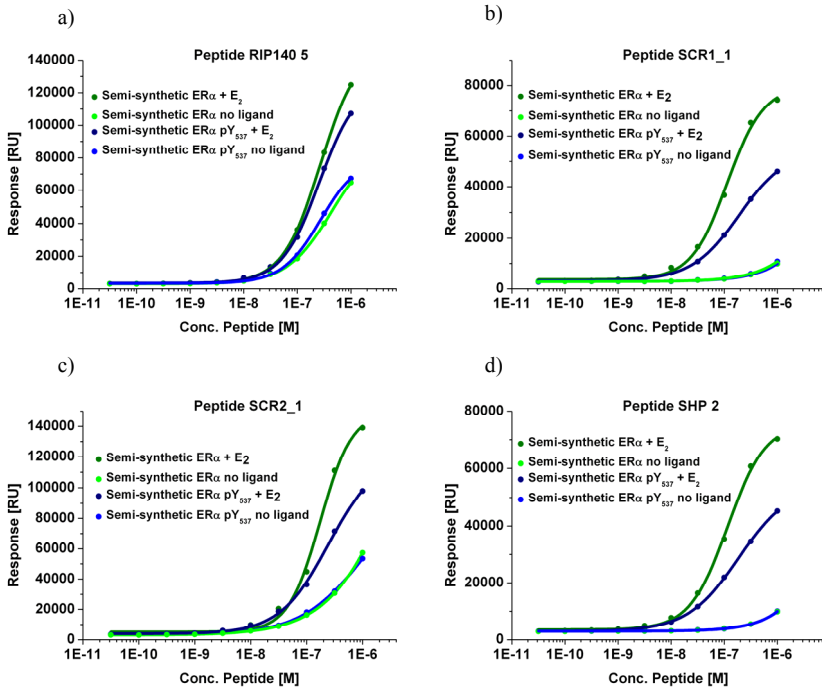 a)
Peptide RIP140 5
140000
120000
100000
80000
60000
40000
20000
0
Response [RU]
Semi-synthetic ERα + E2
Semi-synthetic ERα no ligand
Semi-synthetic ERα pY537 + E2
Semi-synthetic ERα pY537 no ligand
1E-11 1E-10 1E-9 1E-8 1E-7 1E-6
Conc. Peptide [M]
b)
Peptide SCR1_1
80000
60000
40000
20000
0
Response [RU]
Semi-synthetic ERα + E2
Semi-synthetic ERα no ligand
Semi-synthetic ERα pY537 + E2
Semi-synthetic ERα pY537 no ligand
1E-11 1E-10 1E-9 1E-8 1E-7 1E-6
Conc. Peptide [M]
c)
Peptide SCR2_1
140000
120000
100000
80000
60000
40000
20000
0
Response [RU]
Semi-synthetic ERα + E2
Semi-synthetic ERα no ligand
Semi-synthetic ERα pY537 + E2
Semi-synthetic ERα pY537 no ligand
1E-11 1E-10 1E-9 1E-8 1E-7 1E-6
Conc. Peptide [M]
d)
Peptide SHP 2
80000
60000
40000
20000
0
Response [RU]
Semi-synthetic ERα + E2
Semi-synthetic ERα no ligand
Semi-synthetic ERα pY537 + E2
Semi-synthetic ERα pY537 no ligand
1E-11 1E-10 1E-9 1E-8 1E-7 1E-6
Conc. Peptide [M]